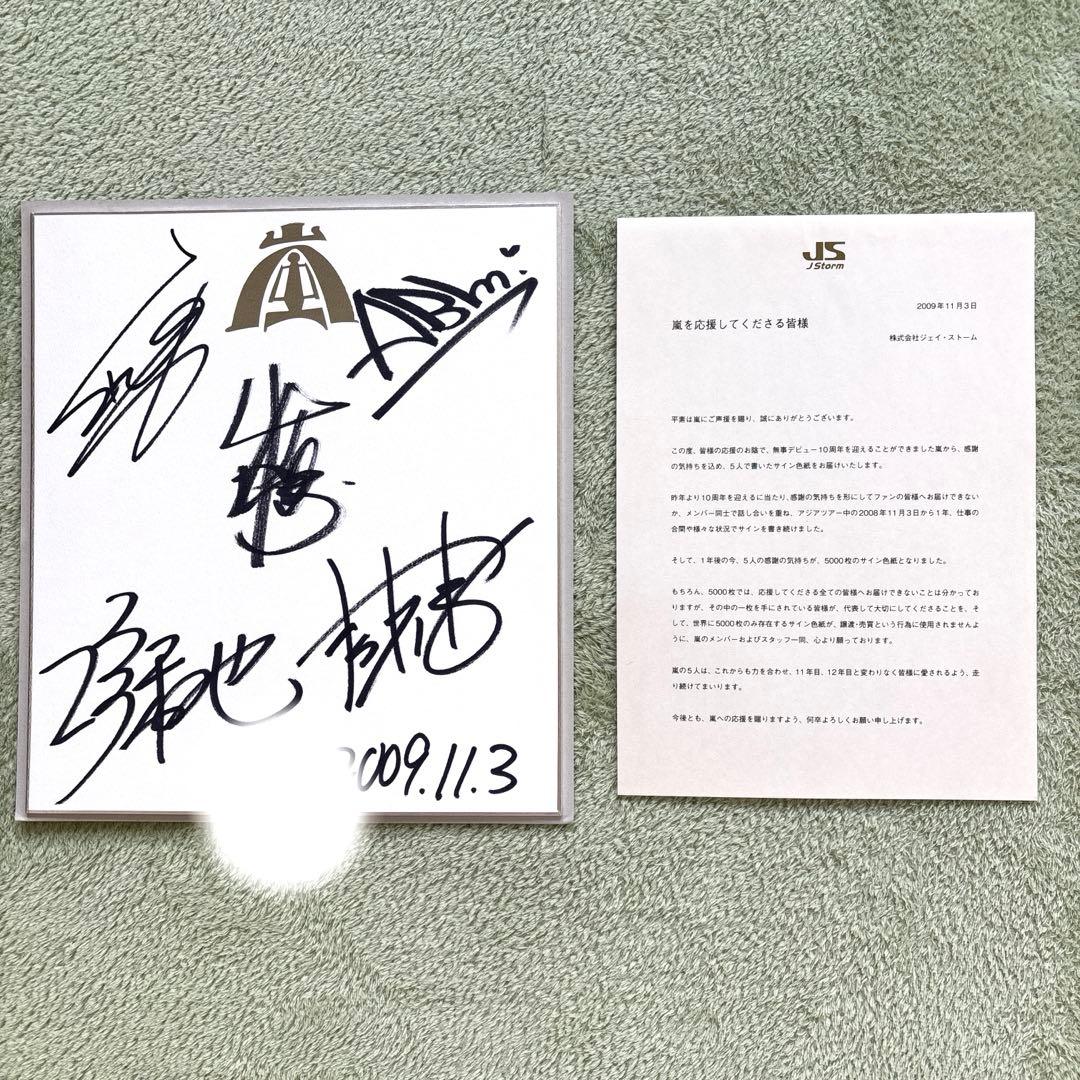 2009.11.3
JS
J Storm
2009年11月3日
嵐を応援してくださる皆様
株式会社ジェイ・ストーム
平素は嵐にご声援を賜り、誠にありがとうございます。
この度、皆様の応援のお陰で、無事デビュー10周年を迎えることができました嵐から、感謝
の気持ちを込め、5人で書いたサイン色紙をお届けいたします。
昨年より10周年を迎えるに当たり、感謝の気持ちを形にしてファンの皆様へお届けできない
か、メンバー同士で話し合いを重ね、アジアツアー中の2008年11月3日から1年、仕事の
合間や様々な状況でサインを書き続けました。
そして、1年後の今、5人の感謝の気持ちが、5000枚のサイン色紙となりました。
もちろん、5000枚では、応援してくださる全ての皆様へお届けできないことは分かってお
りますが、その中の一枚を手にされている皆様が、代表して大切にしてくださることを、そ
して、世界に5000枚のみ存在するサイン色紙が、譲渡・売買という行為に使用されませんよ
うに、嵐のメンバーおよびスタッフ一同、心より願っております。
嵐の5人は、これからも力を合わせ、11年目、12年目と変わりなく皆様に愛されるよう、走
り続けてまいります。
今後とも、嵐への応援を賜りますよう、何卒よろしくお願い申し上げます。